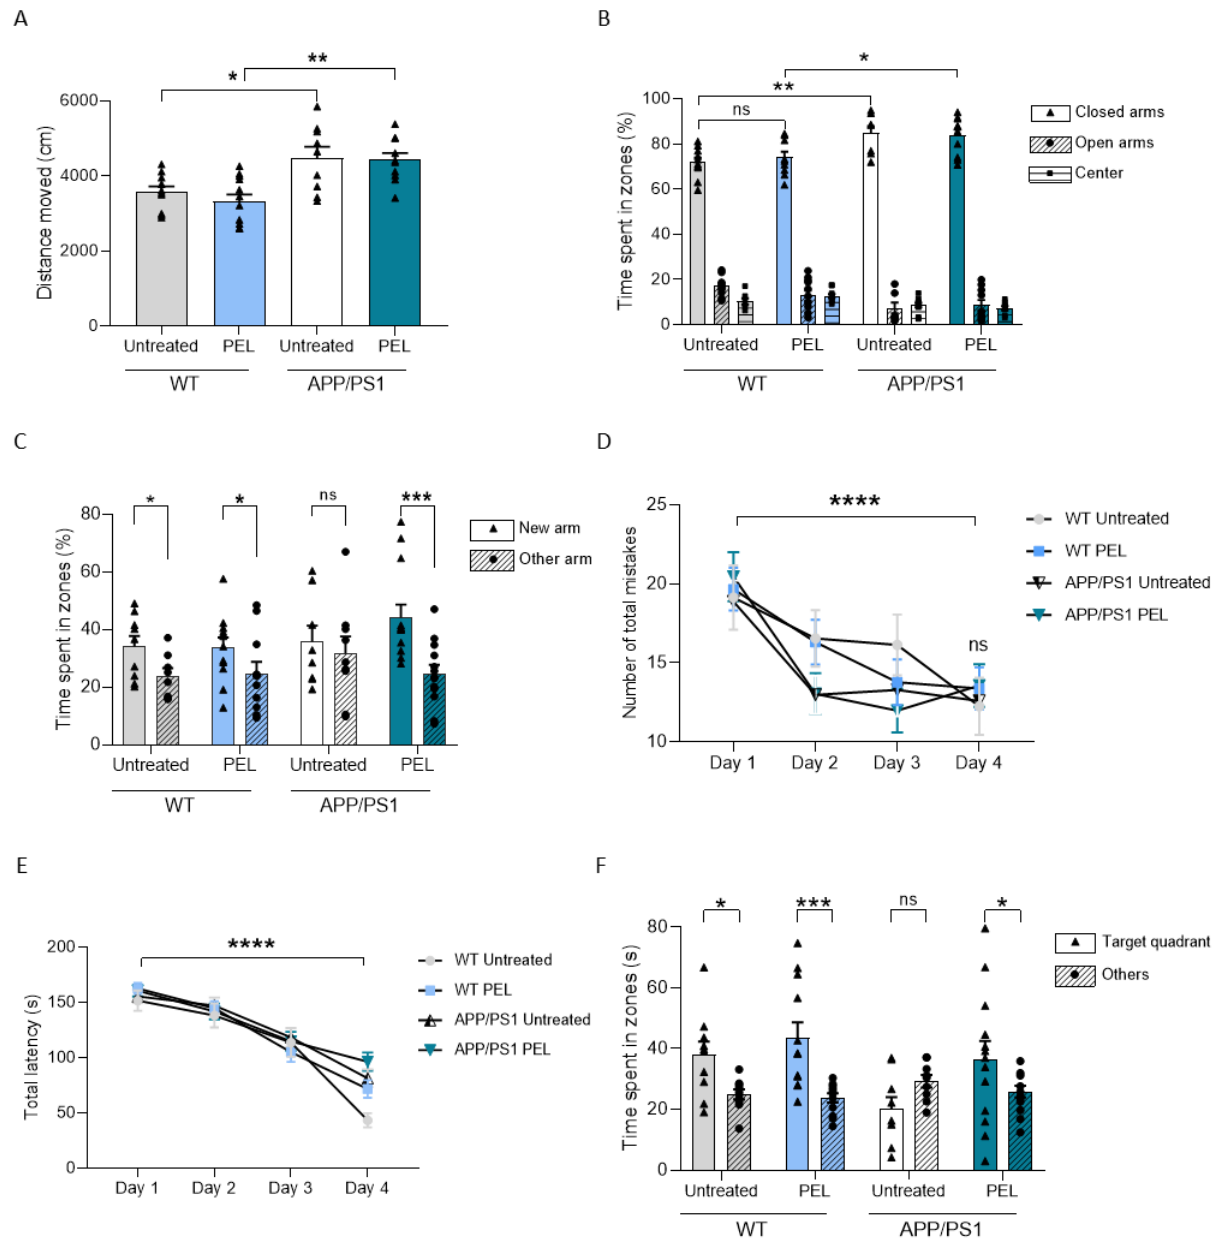 A
*
**
6000
4000
2000
0
Distance moved (cm)
Untreated PEL Untreated PEL
WT APP/PS1
B
*
**
ns
100
80
60
40
20
0
Time spent in zones (%)
Closed arms
Open arms
Center
Untreated PEL Untreated PEL
WT APP/PS1
C
* * ns ***
80
60
40
20
0
Time spent in zones (%)
New arm
Other arm
Untreated PEL Untreated PEL
WT APP/PS1
D
****
25
20
15
10
Number of total mistakes
ns
WT Untreated
WT PEL
APP/PS1 Untreated
APP/PS1 PEL
Day 1 Day 2 Day 3 Day 4
E
****
200
150
100
50
0
Total latency (s)
WT Untreated
WT PEL
APP/PS1 Untreated
APP/PS1 PEL
Day 1 Day 2 Day 3 Day 4
F
* *** ns *
80
60
40
20
0
Time spent in zones (s)
Target quadrant
Others
Untreated PEL Untreated PEL
WT APP/PS1